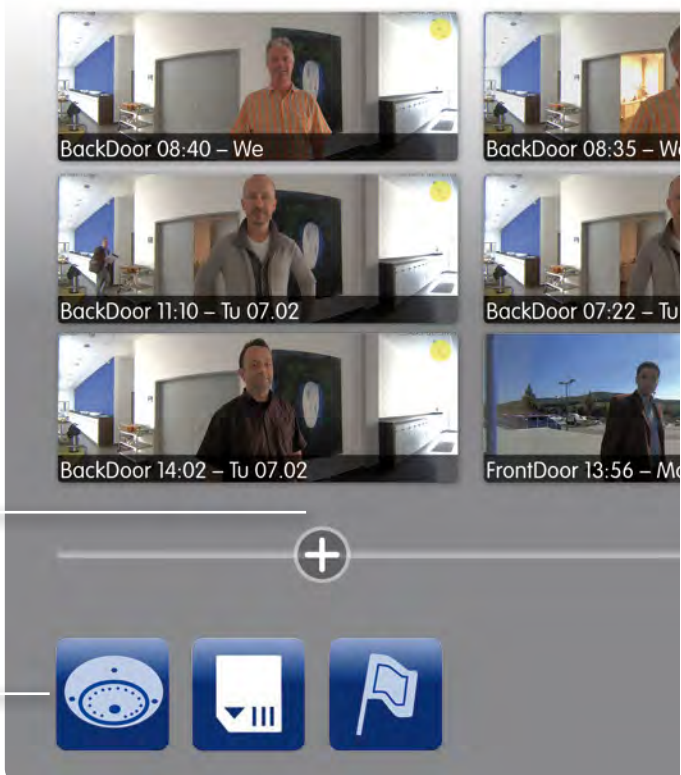 BackDoor 08:40 – We
BackDoor 08:35 – We
BackDoor 11:10 – Tu 07.02
BackDoor 07:22 – Tu
BackDoor 14:02 – Tu 07.02
FrontDoor 13:56 – Mo